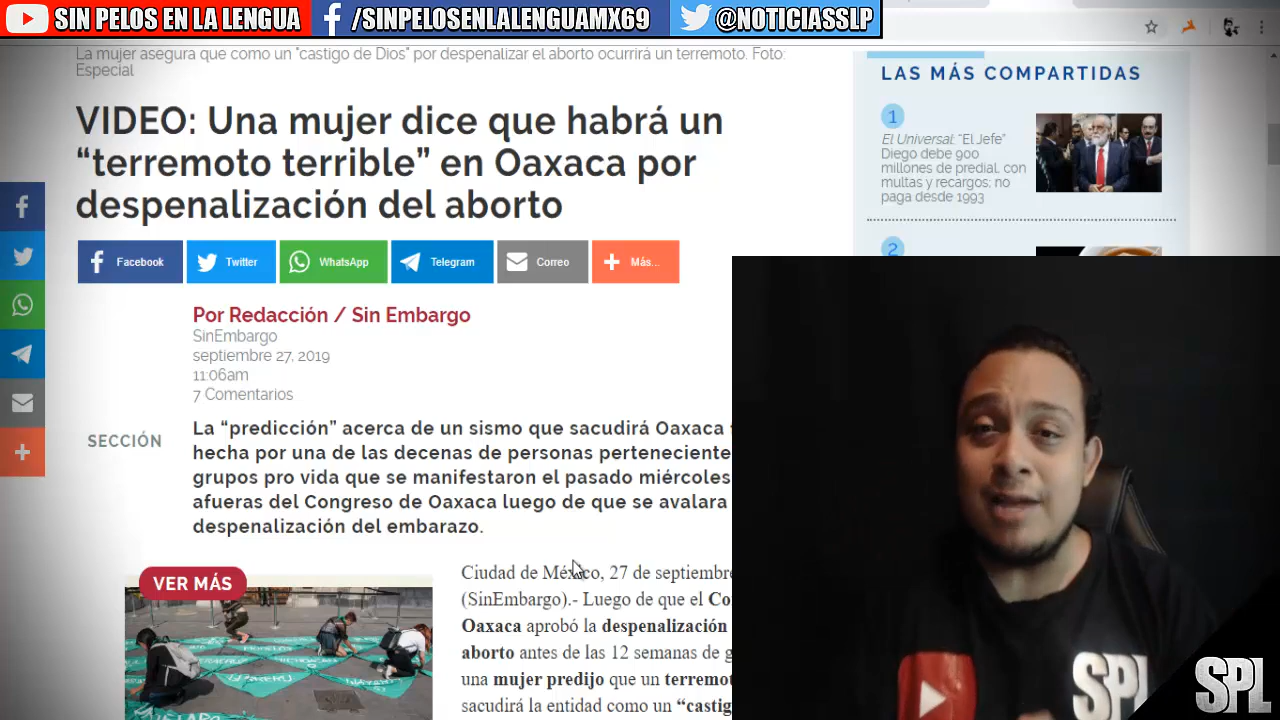 SIN PELOS EN LA LENGUA
/SINPELOSENLALENGUAMX69
@NOTICIASSLP
La mujer asegura que como un "castigo de Dios" por despenalizar el aborto ocurrirá un terremoto. Foto:
Especial
VIDEO: Una mujer dice que habrá un
“terremoto terrible” en Oaxaca por
despenalización del aborto
Facebook
Twitter
WhatsApp
Telegram
Correo
Más...
Por Redacción / Sin Embargo
SinEmbargo
septiembre 27, 2019
11:06am
7 Comentarios
SECCIÓN
La “predicción” acerca de un sismo que sacudirá Oaxaca
hecha por una de las decenas de personas perteneciente
grupos pro vida que se manifestaron el pasado miércoles
afueras del Congreso de Oaxaca luego de que se avalara
despenalización del embarazo.
VER MÁS
Ciudad de México, 27 de septiembre
(SinEmbargo).- Luego de que el Co
Oaxaca aprobó la despenalización
aborto antes de las 12 semanas de g
una mujer predijo que un terremot
sacudirá la entidad como un “castig
LAS MÁS COMPARTIDAS
1
El Universal: “El Jefe”
Diego debe 900
millones de predial, con
multas y recargos; no
paga desde 1993
2
SPL
SPL